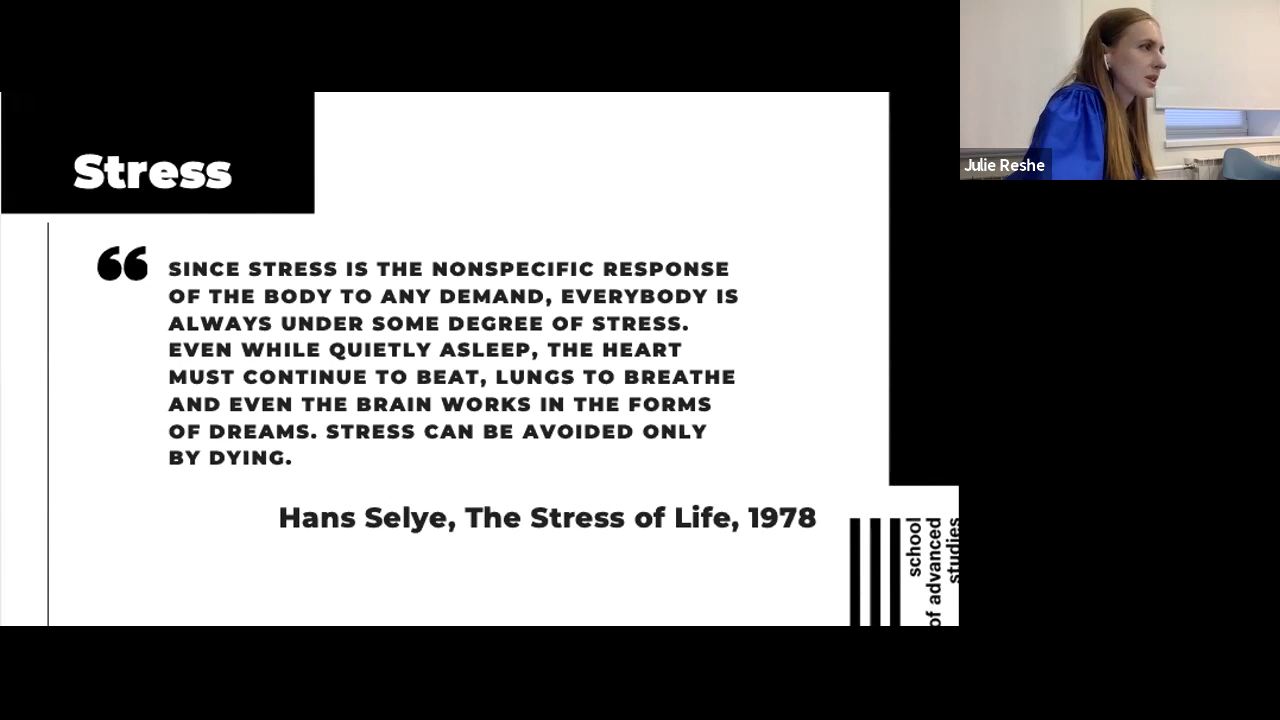 Julie Reshe
Stress
“
SINCE STRESS IS THE NONSPECIFIC RESPONSE
OF THE BODY TO ANY DEMAND, EVERYBODY IS
ALWAYS UNDER SOME DEGREE OF STRESS.
EVEN WHILE QUIETLY ASLEEP, THE HEART
MUST CONTINUE TO BEAT, LUNGS TO BREATHE
AND EVEN THE BRAIN WORKS IN THE FORMS
OF DREAMS. STRESS CAN BE AVOIDED ONLY
BY DYING.
Hans Selye, The Stress of Life, 1978
school
of advanced
studies